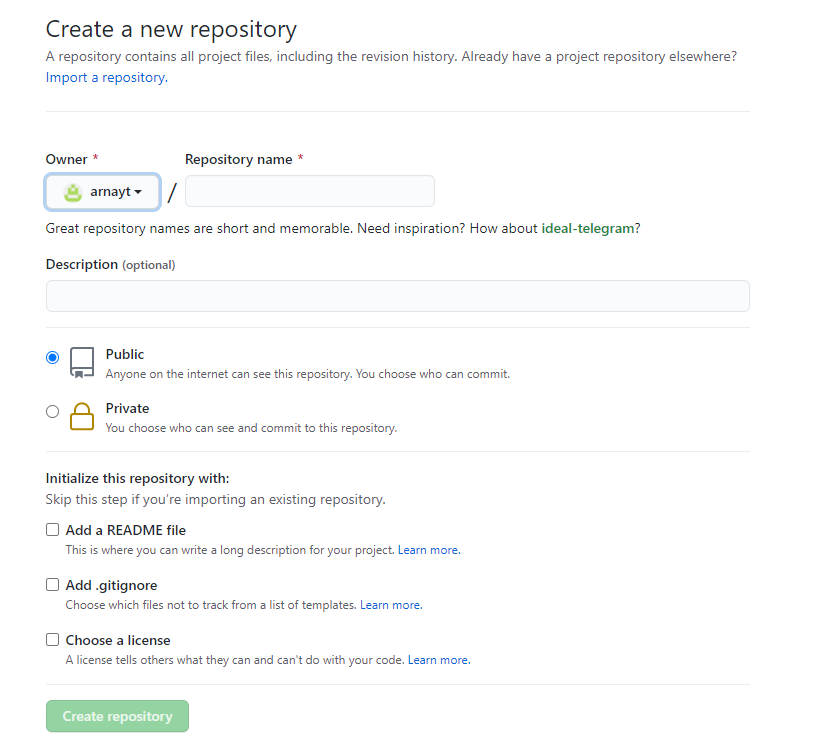 Create a new repository
A repository contains all project files, including the revision history. Already have a project repository elsewhere?
Import a repository.
Owner * Repository name *
arnayt /
Great repository names are short and memorable. Need inspiration? How about ideal-telegram?
Description (optional)
Public
Anyone on the internet can see this repository. You choose who can commit.
Private
You choose who can see and commit to this repository.
Initialize this repository with:
Skip this step if you're importing an existing repository.
Add a README file
This is where you can write a long description for your project. Learn more.
Add .gitignore
Choose which files not to track from a list of templates. Learn more.
Choose a license
A license tells others what they can and can't do with your code. Learn more.
Create repository